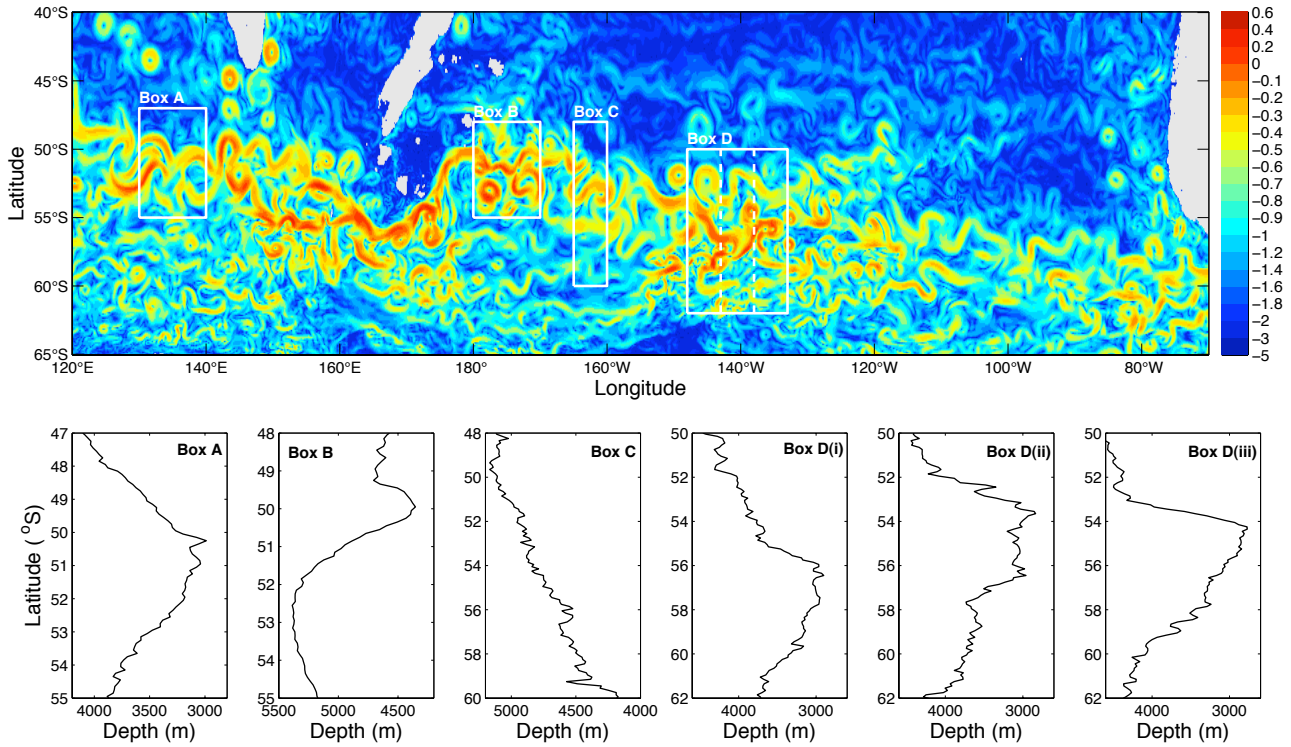 40°S
45°S
50°S
55°S
60°S
65°S
Latitude
120°E
140°E
160°E
180°W
160°W
140°W
120°W
100°W
80°W
Longitude
Box A
Box B
Box C
Box D
0.6
0.4
0.2
0
−0.1
−0.2
−0.3
−0.4
−0.5
−0.6
−0.7
−0.8
−0.9
−1
−1.2
−1.4
−1.6
−1.8
−2
−3
−5
Latitude ( °S)
47
48
49
50
51
52
53
54
55
4000 3000
Depth (m)
Box A
48
49
50
51
52
53
54
55
5500 5000 4500
Depth (m)
Box B
48
50
52
54
56
58
60
5000 4500 4000
Depth (m)
Box C
50
52
54
56
58
60
62
4000 3000
Depth (m)
Box D(i)
50
52
54
56
58
60
62
4000 3000
Depth (m)
Box D(ii)
50
52
54
56
58
60
62
4000 3000
Depth (m)
Box D(iii)